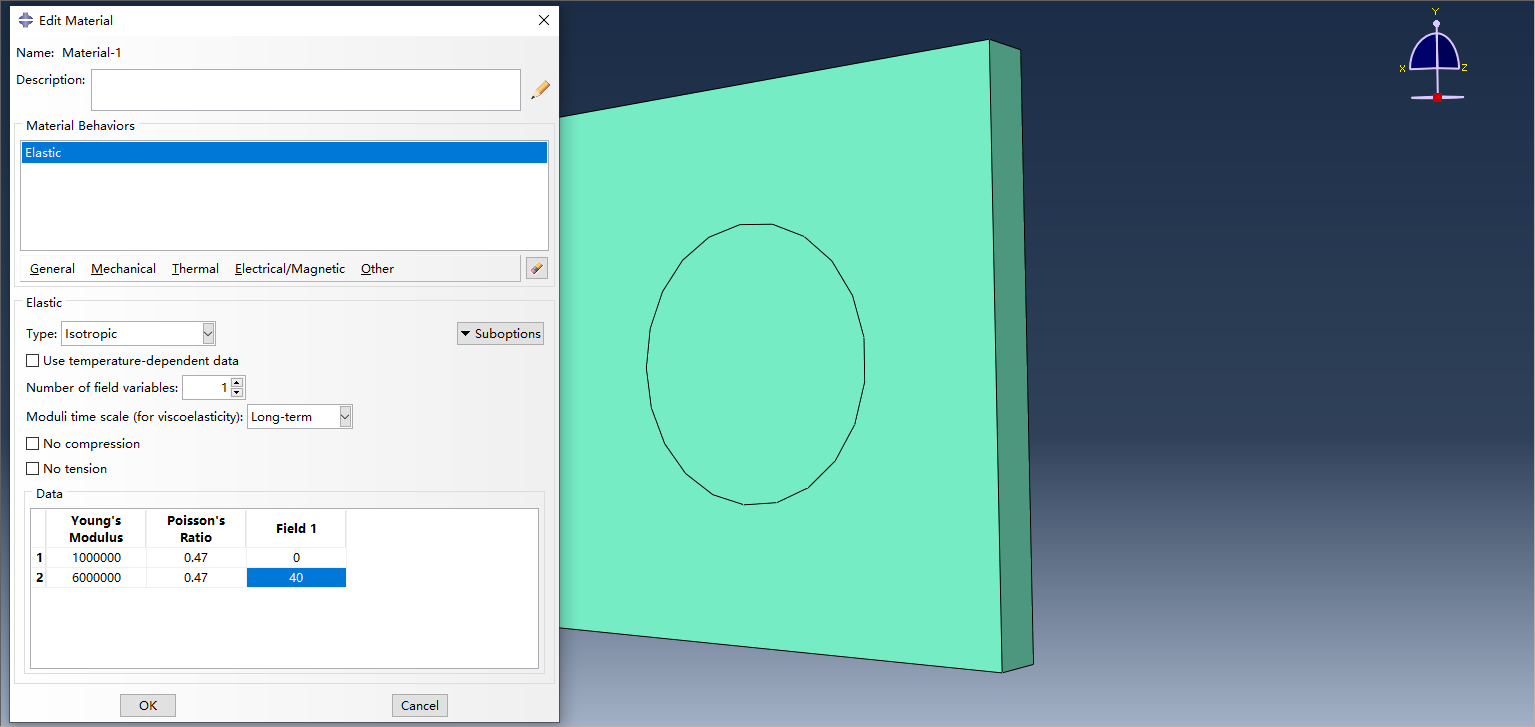 Edit Material
Name: Material-1
Description:
Material Behaviors
Elastic
General Mechanical Thermal Electrical/Magnetic Other
Elastic
Type: Isotropic
Suboptions
Use temperature-dependent data
Number of field variables: 1
Moduli time scale (for viscoelasticity): Long-term
No compression
No tension
Data
Young's Modulus Poisson's Ratio Field 1
1 1000000 0.47 0
2 6000000 0.47 40
OK Cancel
Y
X Z